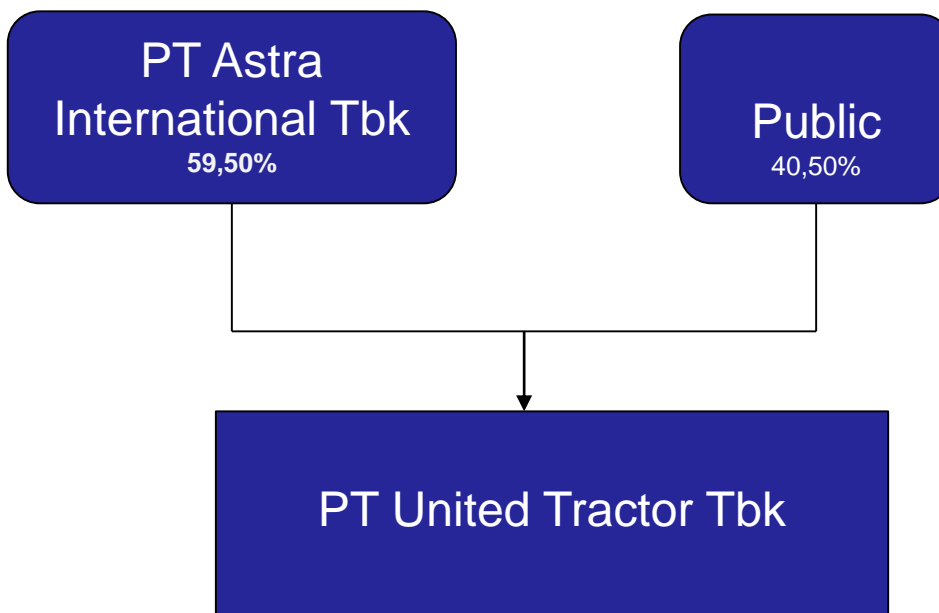 PT Astra
International Tbk
59,50%
Public
40,50%
PT United Tractor Tbk